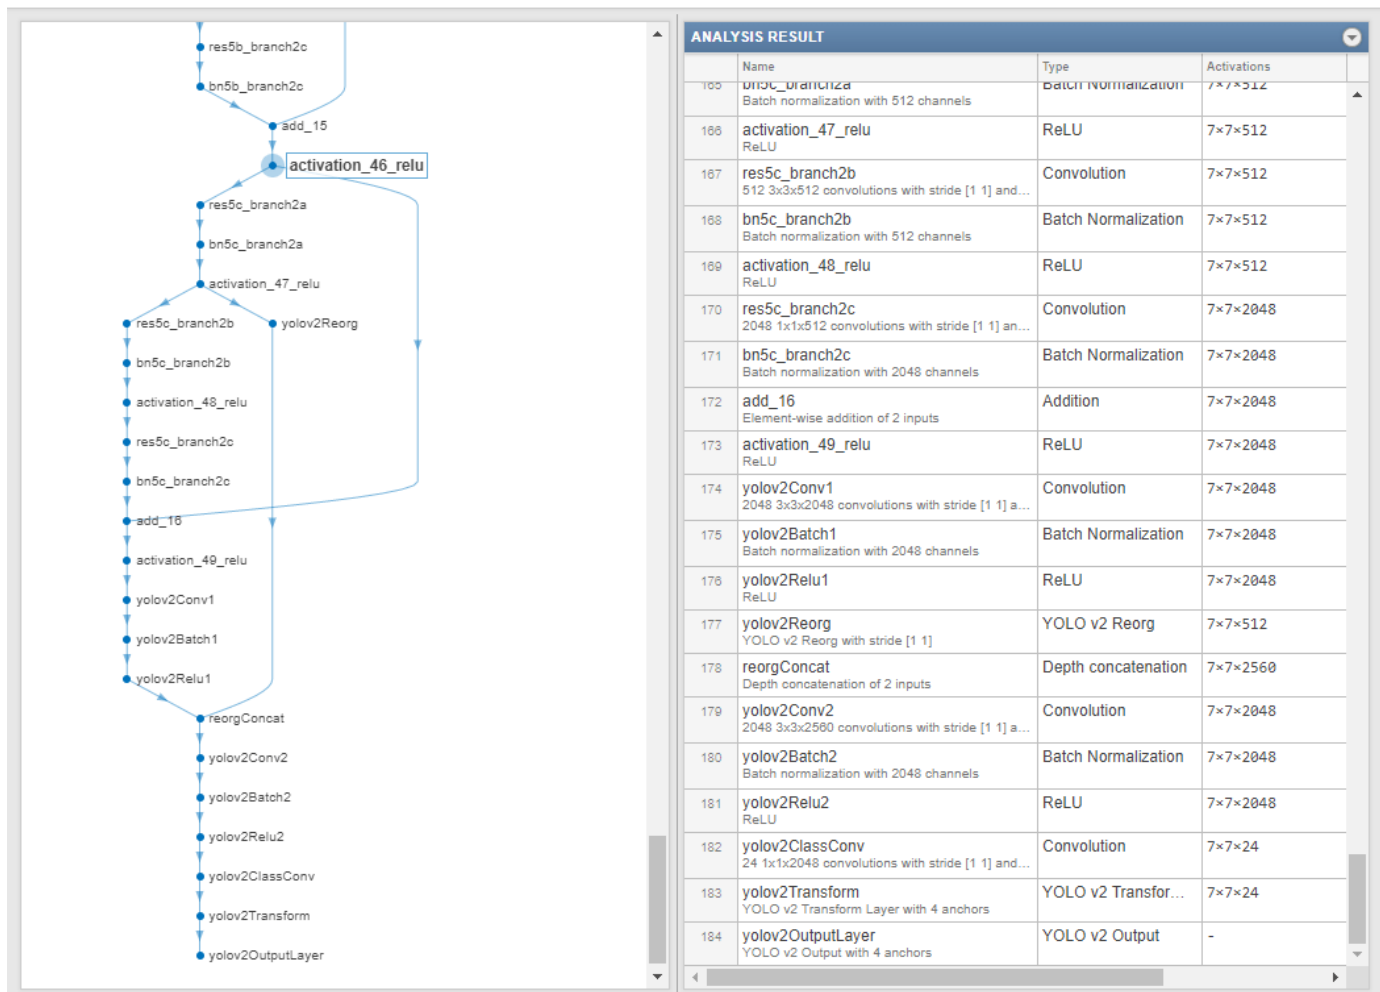 res5b_branch2c
bn5b_branch2c
add_15
activation_46_relu
res5c_branch2a
bn5c_branch2a
activation_47_relu
res5c_branch2b
yolov2Reorg
bn5c_branch2b
activation_48_relu
res5c_branch2c
bn5c_branch2c
add_16
activation_49_relu
yolov2Conv1
yolov2Batch1
yolov2Relu1
reorgConcat
yolov2Conv2
yolov2Batch2
yolov2Relu2
yolov2ClassConv
yolov2Transform
yolov2OutputLayer
ANALYSIS RESULT
Name Type Activations
165 bn5c_branch2a Batch Normalization 7×7×512
Batch normalization with 512 channels
166 activation_47_relu ReLU 7×7×512
ReLU
167 res5c_branch2b Convolution 7×7×512
512 3x3x512 convolutions with stride [1 1] and...
168 bn5c_branch2b Batch Normalization 7×7×512
Batch normalization with 512 channels
169 activation_48_relu ReLU 7×7×512
ReLU
170 res5c_branch2c Convolution 7×7×2048
2048 1x1x512 convolutions with stride [1 1] an...
171 bn5c_branch2c Batch Normalization 7×7×2048
Batch normalization with 2048 channels
172 add_16 Addition 7×7×2048
Element-wise addition of 2 inputs
173 activation_49_relu ReLU 7×7×2048
ReLU
174 yolov2Conv1 Convolution 7×7×2048
2048 3x3x2048 convolutions with stride [1 1] a...
175 yolov2Batch1 Batch Normalization 7×7×2048
Batch normalization with 2048 channels
176 yolov2Relu1 ReLU 7×7×2048
ReLU
177 yolov2Reorg YOLO v2 Reorg 7×7×512
YOLO v2 Reorg with stride [1 1]
178 reorgConcat Depth concatenation 7×7×2560
Depth concatenation of 2 inputs
179 yolov2Conv2 Convolution 7×7×2048
2048 3x3x2560 convolutions with stride [1 1] a...
180 yolov2Batch2 Batch Normalization 7×7×2048
Batch normalization with 2048 channels
181 yolov2Relu2 ReLU 7×7×2048
ReLU
182 yolov2ClassConv Convolution 7×7×24
24 1x1x2048 convolutions with stride [1 1] and...
183 yolov2Transform YOLO v2 Transfor... 7×7×24
YOLO v2 Transform Layer with 4 anchors
184 yolov2OutputLayer YOLO v2 Output -
YOLO v2 Output with 4 anchors